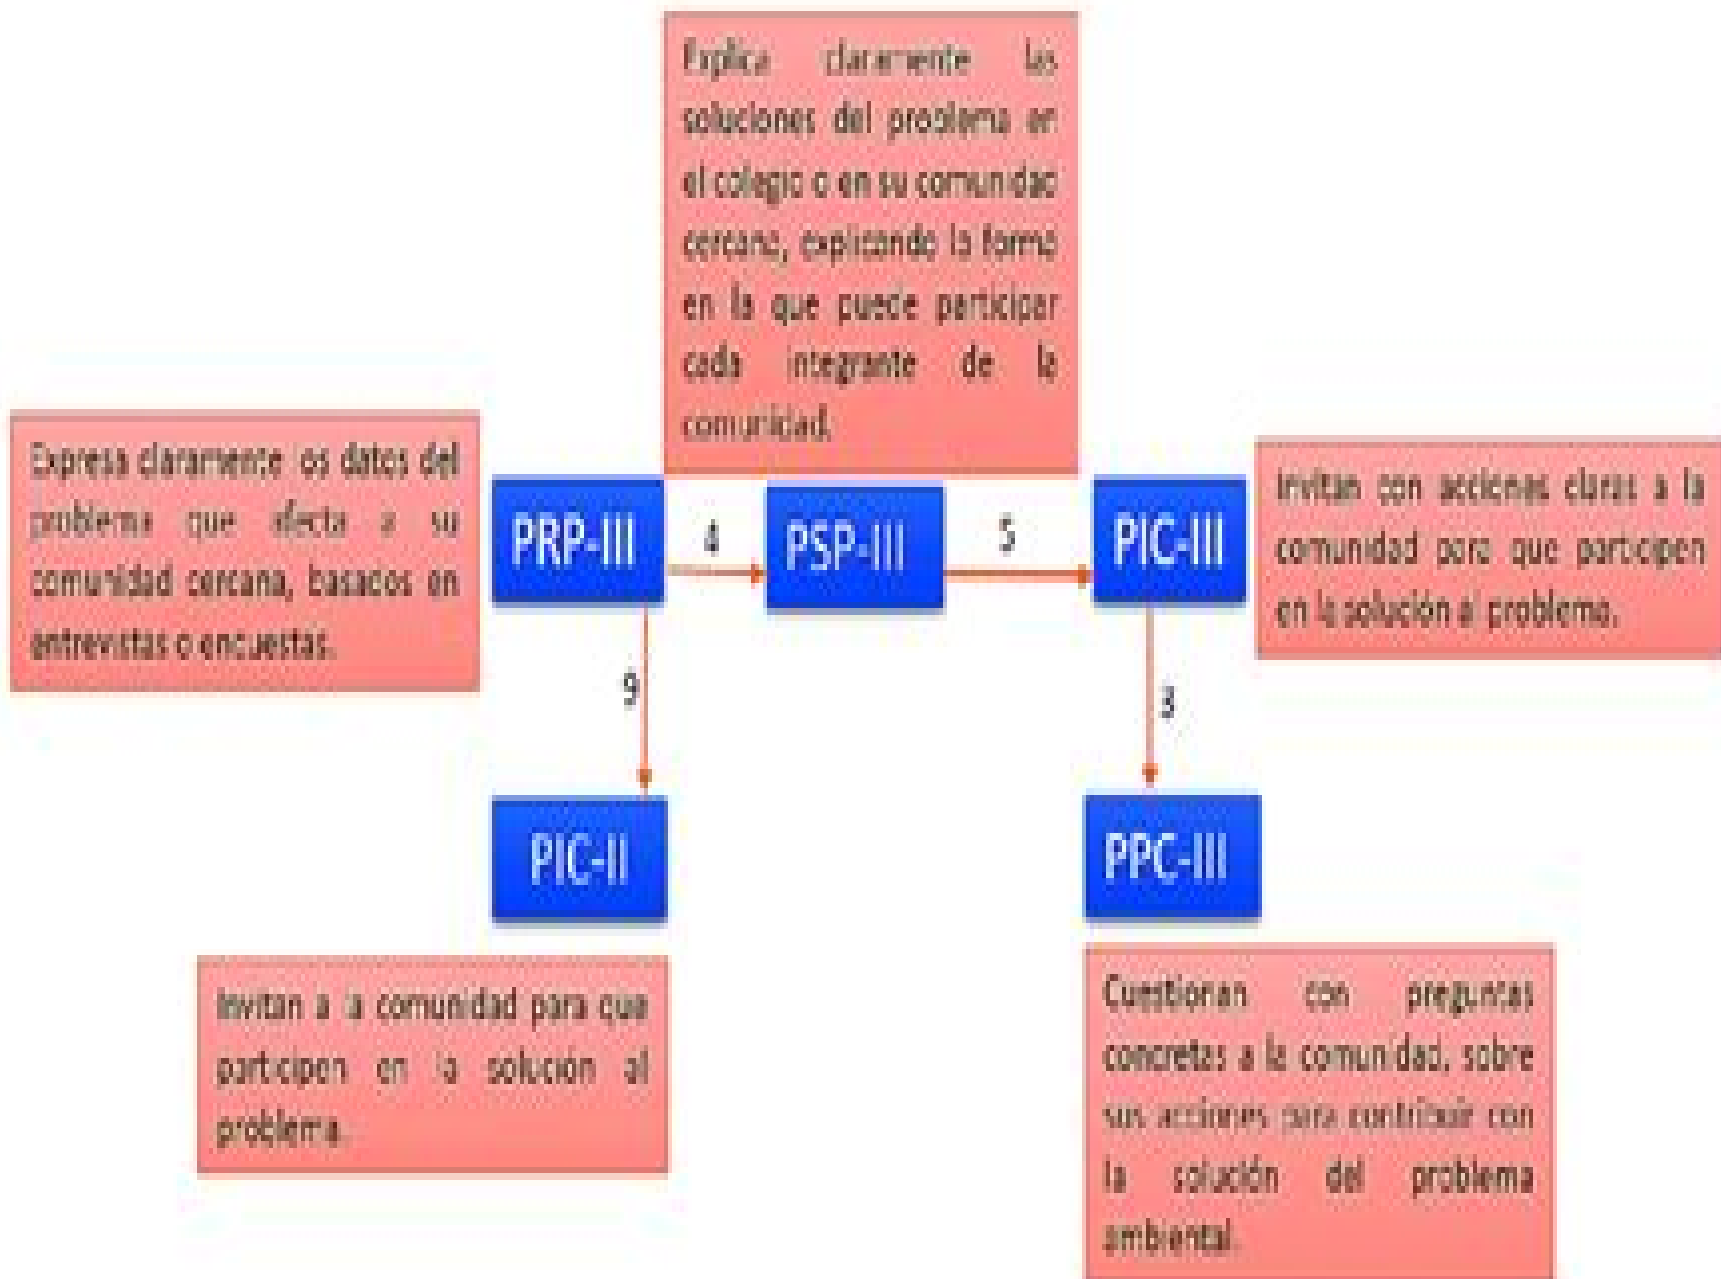 Explica claramente las
soluciones del problema en
el colegio o en su comunidad
cercana, explicando la forma
en la que puede participar
cada integrante de la
comunidad.
Expresa claramente los datos del
problema que afecta a su
comunidad cercana, basados en
entrevistas o encuestas.
PRP-III
4
PSP-III
5
PIC-III
Invitan con acciones claras a la
comunidad para que participen
en la solución al problema.
9
3
PIC-II
PPC-III
Invitan a la comunidad para que
participen en la solución al
problema.
Cuestionan con preguntas
concretas a la comunidad, sobre
sus acciones para contribuir con
la solución del problema
ambiental.